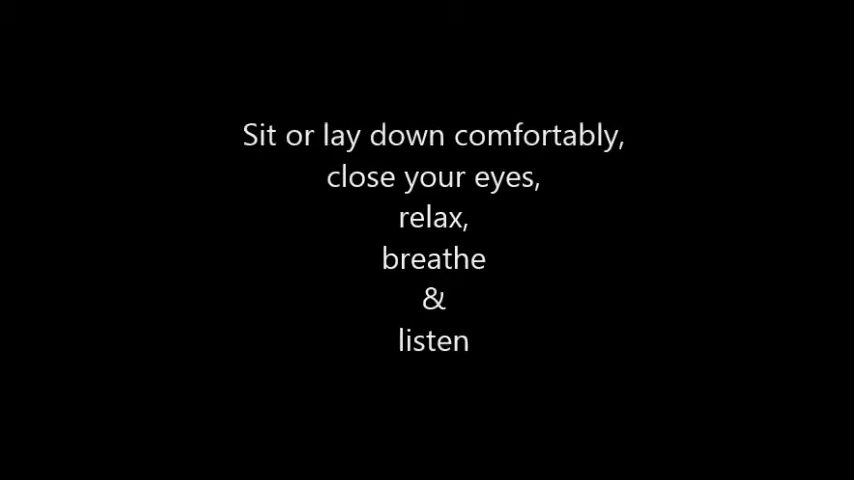 Sit or lay down comfortably,
close your eyes,
relax,
breathe
&
listen